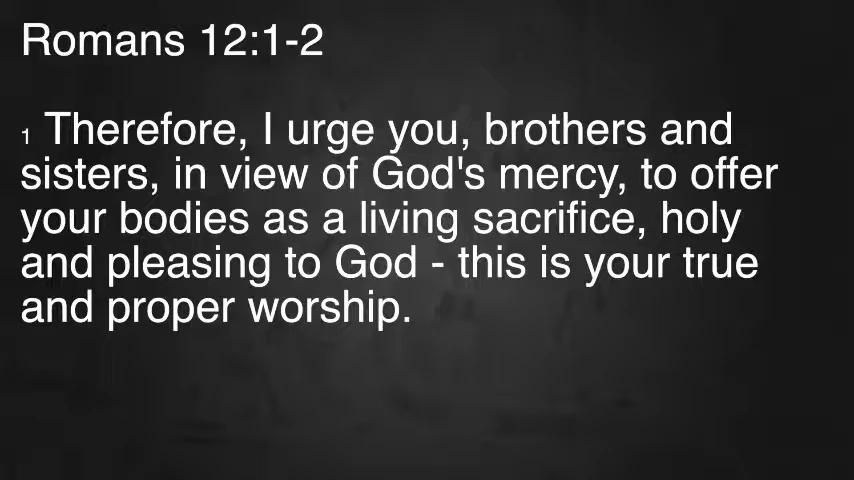 Romans 12:1-2
1 Therefore, I urge you, brothers and
sisters, in view of God's mercy, to offer
your bodies as a living sacrifice, holy
and pleasing to God - this is your true
and proper worship.